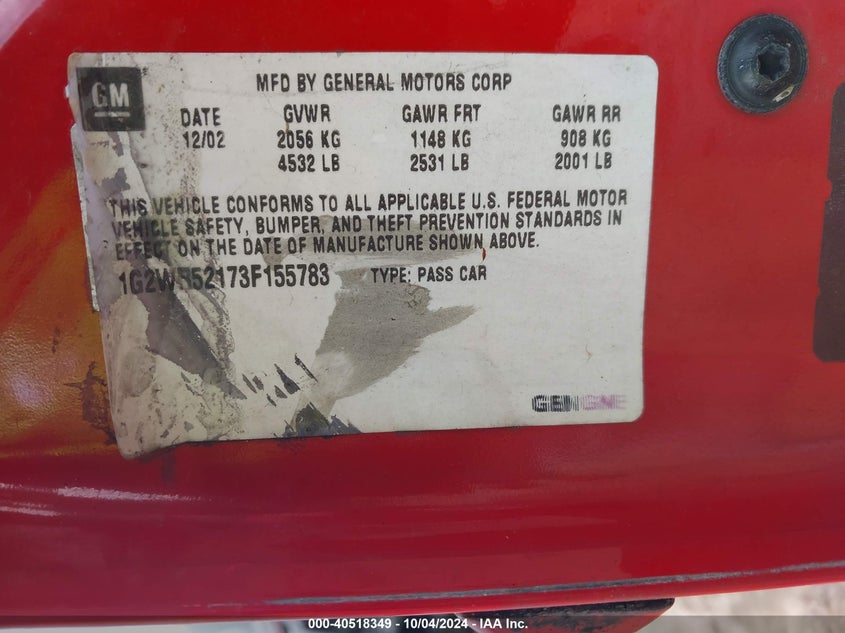 GM
MFD BY GENERAL MOTORS CORP
DATE GVWR GAWR FRT GAWR RR
12/02 2056 KG 1148 KG 908 KG
4532 LB 2531 LB 2001 LB
THIS VEHICLE CONFORMS TO ALL APPLICABLE U.S. FEDERAL MOTOR
VEHICLE SAFETY, BUMPER, AND THEFT PREVENTION STANDARDS IN
EFFECT ON THE DATE OF MANUFACTURE SHOWN ABOVE.
TYPE: PASS CAR
000-40518349 - 10/04/2024 - IAA Inc.